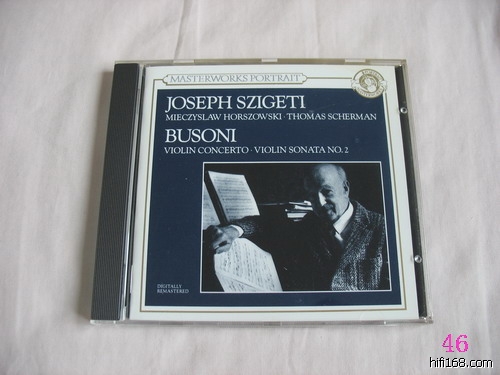 MASTERWORKS PORTRAIT
JOSEPH SZIGETI
MIECZYSLAW HORSZOWSKI · THOMAS SCHERMAN
BUSONI
VIOLIN CONCERTO · VIOLIN SONATA NO. 2
DIGITALLY
REMASTERED
46
hifi168.com